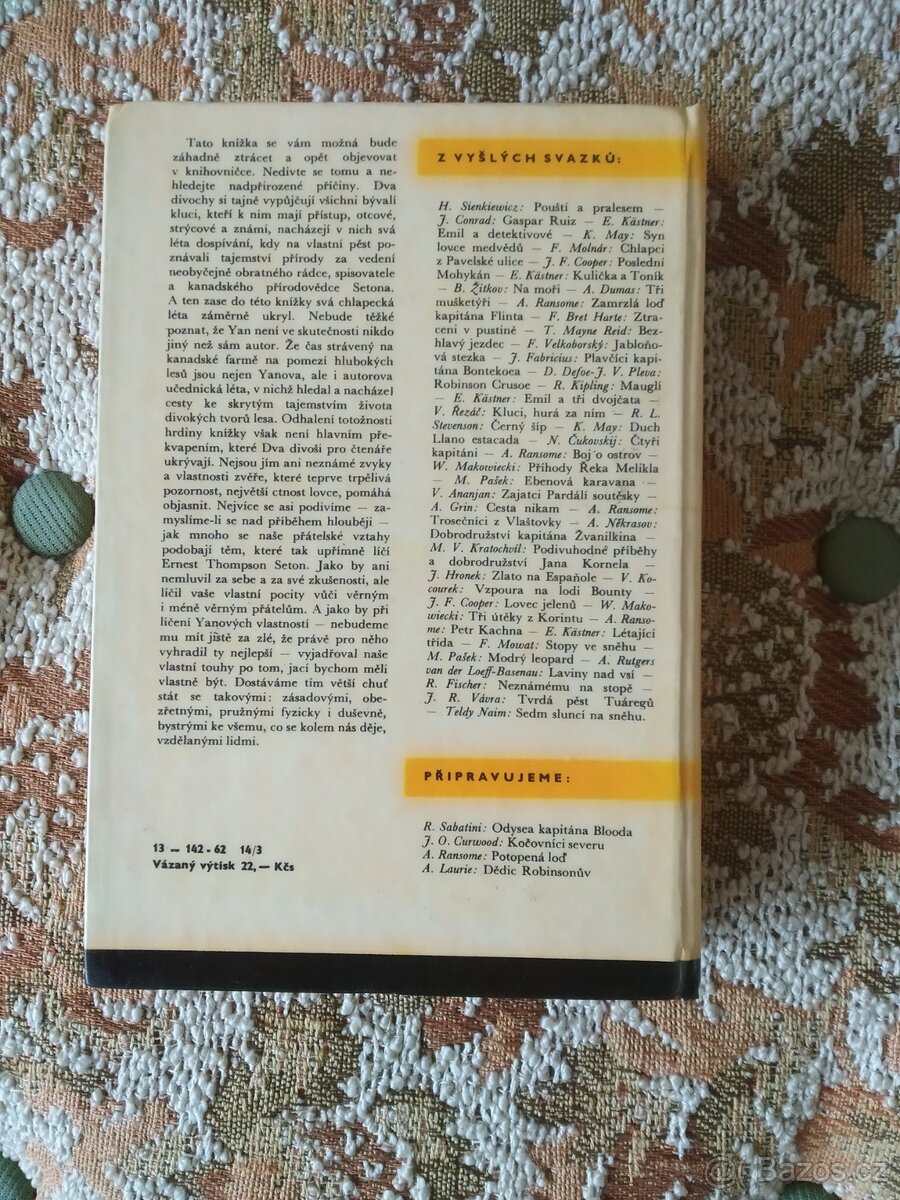 Tato knížka se vám možná bude
záhadně ztrácet a opět objevovat
v knihovničce. Nedivte se tomu a ne-
hledejte nadpřirozené příčiny. Dva
divochy si tajně vypůjčují všichni bývalí
kluci, kteří k nim mají přístup, otcové,
strýcové a známí, nacházejí v nich svá
léta dospívání, kdy na vlastní pěst po-
znávali tajemství přírody za vedení
neobyčejně obratného rádce, spisovatele
a kanadského přírodovědce Setona.
A ten zase do této knížky svá chlapecká
léta záměrně ukryl. Nebude těžké
poznat, že Yan není ve skutečnosti nikdo
jiný než sám autor. Že čas strávený na
kanadské farmě na pomezí hlubokých
lesů jsou nejen Yanova, ale i autorova
učednická léta, v nichž hledal a nacházel
cesty ke skrytým tajemstvím života
divokých tvorů lesa. Odhalení totožnosti
hrdiny knížky však není hlavním pře-
kvapením, které Dva divoši pro čtenáře
ukrývají. Nejsou jím ani neznámé zvyky
a vlastnosti zvěře, které teprve trpělivá
pozornost, největší ctnost lovce, pomáhá
objasnit. Nejvíce se asi podivíme — za-
myslíme-li se nad příběhem hlouběji —
jak mnoho se naše přátelské vztahy
podobají těm, které tak upřímně líčí
Ernest Thompson Seton. Jako by ani
nemluvil za sebe a za své zkušenosti, ale
líčil vaše vlastní pocity vůči věrným
i méně věrným přátelům. A jako by při
líčení Yanových vlastností — nebudeme
mu mít jistě za zlé, že právě pro něho
vyhradil ty nejlepší — vyjadřoval naše
vlastní touhy po tom, jací bychom měli
vlastně být. Dostáváme tím větší chuť
stát se takovými: zásadovými, obe-
zřetnými, pružnými fyzicky i duševně,
bystrými ke všemu, co se kolem nás děje,
vzdělanými lidmi.
13 — 142 - 62 14/3
Vázaný výtisk 22,— Kčs
Z VYŠLÝCH SVAZKŮ:
H. Sienkiewicz: Pouští a pralesem —
J. Conrad: Gaspar Ruiz — E. Kästner:
Emil a detektivové — K. May: Syn
lovce medvědů — F. Molnár: Chlapci
z Pavelské ulice — J. F. Cooper: Poslední
Mohykán — E. Kästner: Kulička a Toník
— B. Žitkov: Na moři — A. Dumas: Tři
mušketýři — A. Ransome: Zamrzlá loď
kapitána Flinta — F. Bret Harte: Ztra-
ceni v pustině — T. Mayne Reid: Bez-
hlavý jezdec — F. Velkoborský: Jabloňo-
vá stezka — J. Fabricius: Plavčíci kapi-
tána Bontekoea — D. Defoe-J. V. Pleva:
Robinson Crusoe — R. Kipling: Mauglí
— E. Kästner: Emil a tři dvojčata —
V. Řezáč: Kluci, hurá za ním — R. L.
Stevenson: Černý šíp — K. May: Duch
Llano estacada — N. Čukovskij: Čtyři
kapitáni — A. Ransome: Boj o ostrov —
W. Makowiecki: Příhody Řeka Melikla
— M. Pašek: Ebenová karavana —
V. Ananjan: Zajatci Pardálí soutěsky —
A. Grin: Cesta nikam — A. Ransome:
Trosečníci z Vlaštovky — A. Někrasov:
Dobrodružství kapitána Žvanilkina —
M. V. Kratochvíl: Podivuhodné příběhy
a dobrodružství Jana Kornela —
J. Hronek: Zlato na Españole — V. Ko-
courek: Vzpoura na lodi Bounty —
J. F. Cooper: Lovec jelenů — W. Mako-
wiecki: Tři útěky z Korintu — A. Ranso-
me: Petr Kachna — E. Kästner: Létající
třída — F. Mowat: Stopy ve sněhu —
M. Pašek: Modrý leopard — A. Rutgers
van der Loeff-Basenau: Laviny nad vsí —
R. Fischer: Neznámému na stopě —
J. R. Vávra: Tvrdá pěst Tuáregů
— Teldy Naim: Sedm sluncí na sněhu.
PŘIPRAVUJEME:
R. Sabatini: Odysea kapitána Blooda
J. O. Curwood: Kočovníci severu
A. Ransome: Potopená loď
A. Laurie: Dědic Robinsonův
Bazos.cz